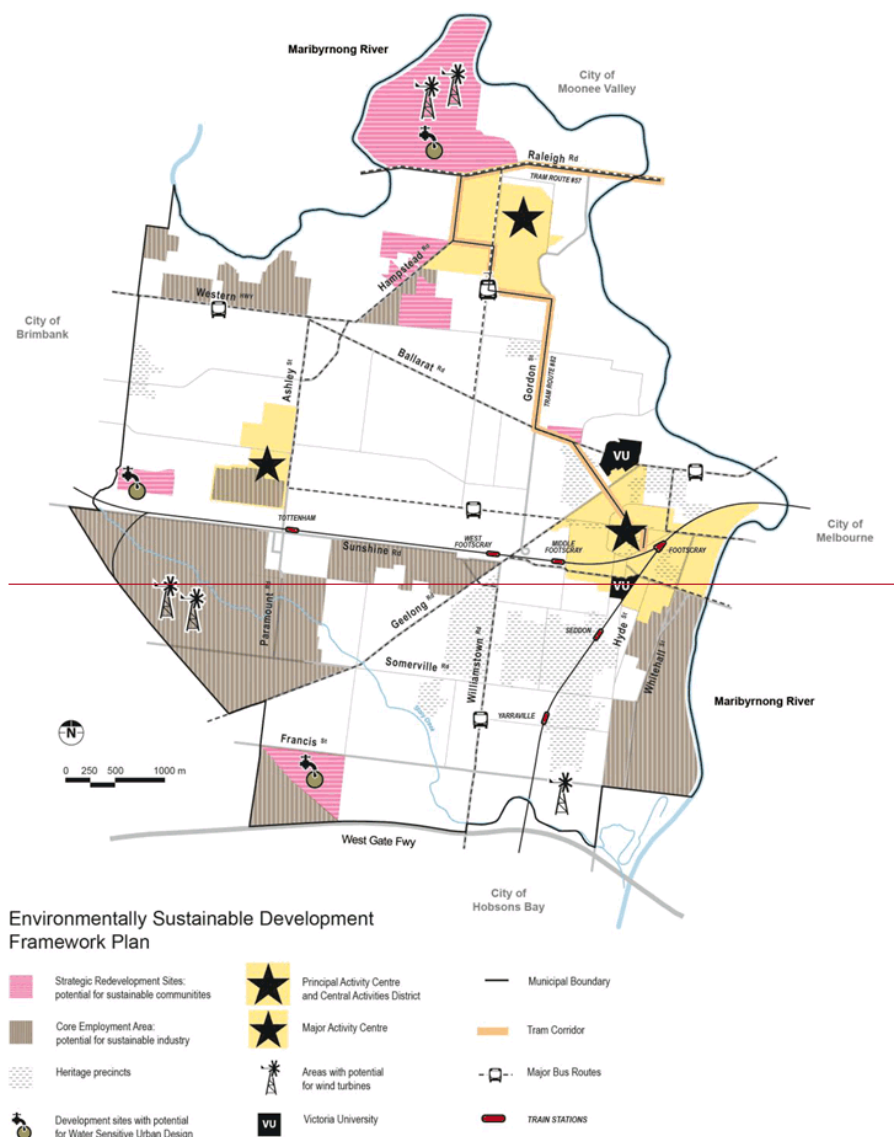 Maribyrnong River
City of
Moonee Valley
Raleigh Rd
TRAM ROUTE #57
Hampstead Rd
Western HWY
City of
Brimbank
Ballarat Rd
Ashley St
Gordon St
TRAM ROUTE #82
VU
TOTTENHAM
Sunshine Rd
WEST
FOOTSCRAY
MIDDLE
FOOTSCRAY
FOOTSCRAY
City of
Melbourne
VU
Paramount Rd
Geelong Rd
Somerville Rd
Williamstown Rd
SEDDON
Hyde St
Whitehall St
Stony Creek
YARRAVILLE
Maribyrnong River
N
Francis St
0 250 500 1000 m
West Gate Fwy
City of
Hobsons Bay
Environmentally Sustainable Development
Framework Plan
Strategic Redevelopment Sites:
potential for sustainable communitites
Principal Activity Centre
and Central Activities District
Municipal Boundary
Core Employment Area:
potential for sustainable industry
Major Activity Centre
Tram Corridor
Heritage precincts
Areas with potential
for wind turbines
Major Bus Routes
Development sites with potential
for Water Sensitive Urban Design
VU
Victoria University
TRAIN STATIONS